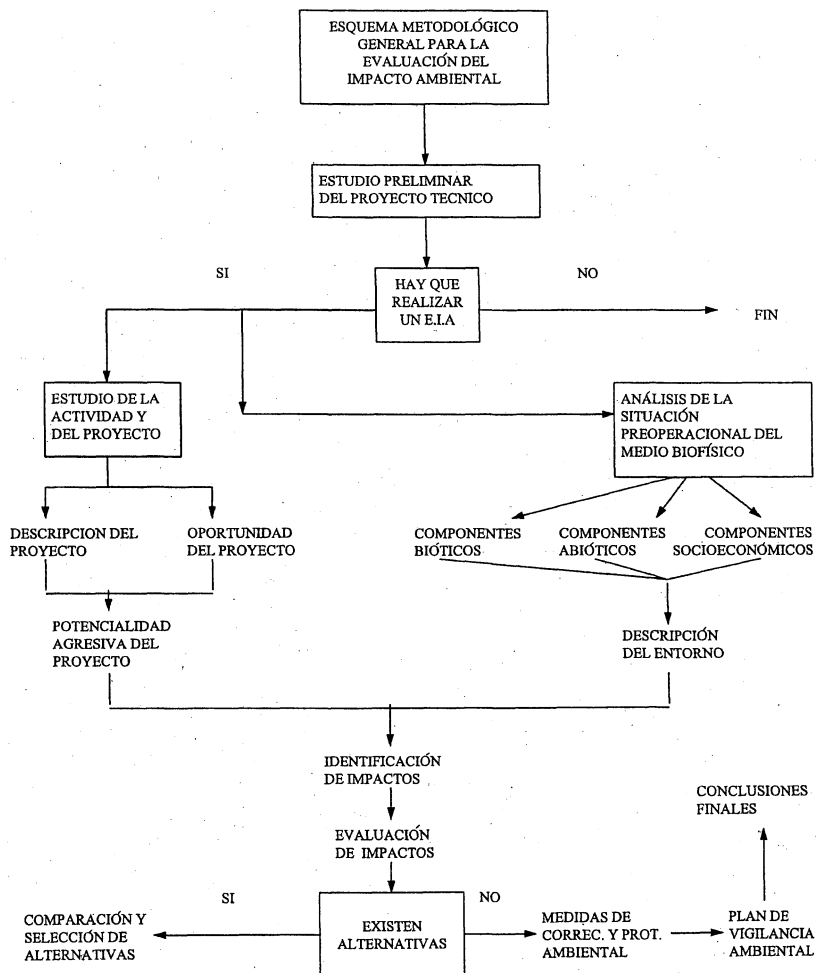 ESQUEMA METODOLÓGICO
GENERAL PARA LA
EVALUACIÓN DEL
IMPACTO AMBIENTAL
ESTUDIO PRELIMINAR
DEL PROYECTO TECNICO
SI
HAY QUE
REALIZAR
UN E.I.A
NO
FIN
ESTUDIO DE LA
ACTIVIDAD Y
DEL PROYECTO
ANÁLISIS DE LA
SITUACIÓN
PREOPERACIONAL DEL
MEDIO BIOFÍSICO
DESCRIPCION DEL
PROYECTO
OPORTUNIDAD
DEL PROYECTO
COMPONENTES
BIÓTICOS
COMPONENTES
ABIÓTICOS
COMPONENTES
SOCIOECONÓMICOS
POTENCIALIDAD
AGRESIVA DEL
PROYECTO
DESCRIPCIÓN
DEL ENTORNO
IDENTIFICACIÓN
DE IMPACTOS
EVALUACIÓN
DE IMPACTOS
SI
EXISTEN
ALTERNATIVAS
NO
COMPARACIÓN Y
SELECCIÓN DE
ALTERNATIVAS
MEDIDAS DE
CORREC. Y PROT.
AMBIENTAL
PLAN DE
VIGILANCIA
AMBIENTAL
CONCLUSIONES
FINALES